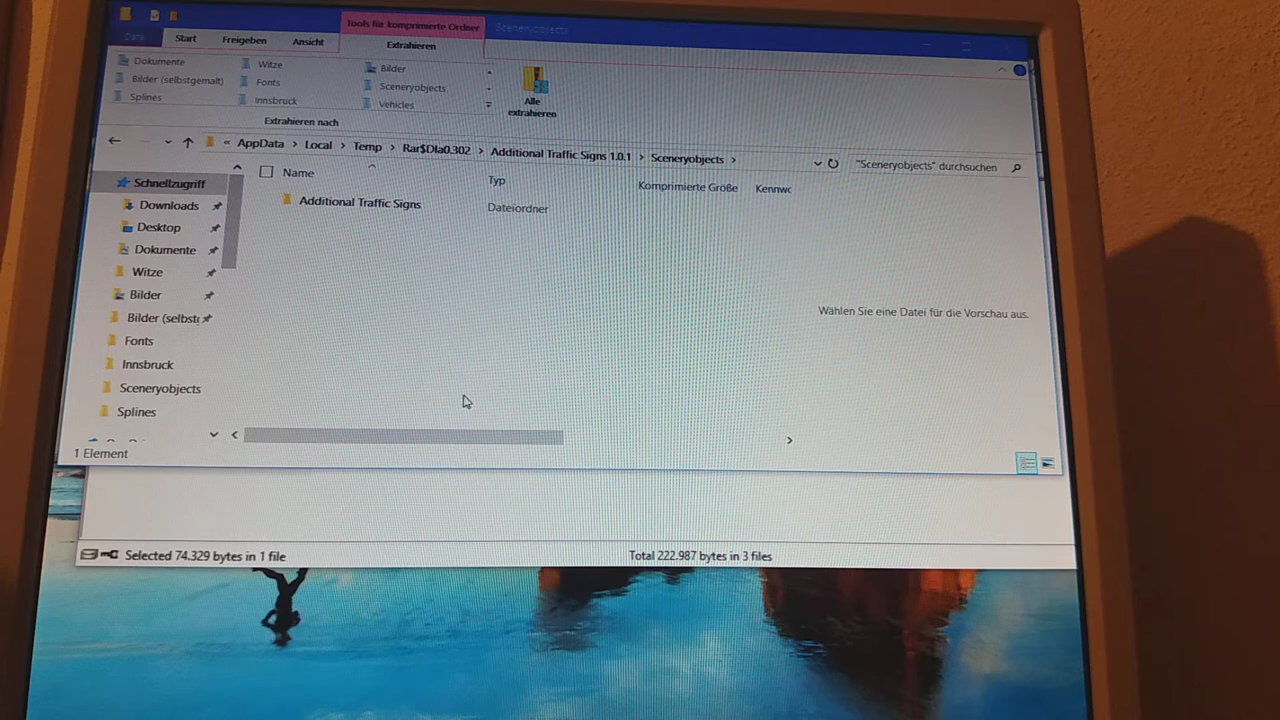 Tools für komprimierte Ordner Sceneryobjects
Datei Start Freigeben Ansicht Extrahieren
Dokumente Witze Bilder
Bilder (selbstgemalt) Fonts Sceneryobjects
Splines Innsbruck Vehicles
Alle extrahieren
Extrahieren nach
« AppData > Local > Temp > Rar$DIa0.302 > Additional Traffic Signs 1.0.1 > Sceneryobjects >
"Sceneryobjects" durchsuchen
Name Typ Komprimierte Größe Kennwc
Additional Traffic Signs Dateiordner
Schnellzugriff
Downloads
Desktop
Dokumente
Witze
Bilder
Bilder (selbstg
Fonts
Innsbruck
Sceneryobjects
Splines
Wählen Sie eine Datei für die Vorschau aus.
1 Element
Selected 74.329 bytes in 1 file Total 222.987 bytes in 3 files